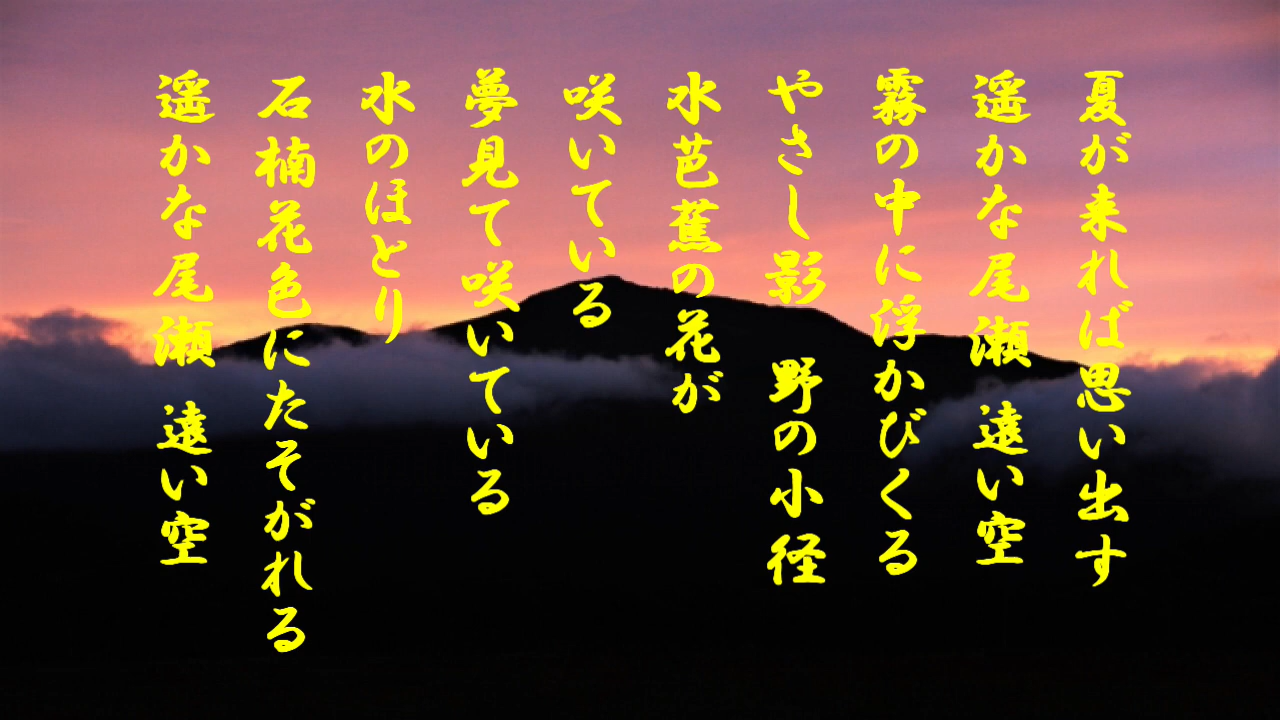 夏が来れば思い出す
遥かな尾瀬 遠い空
霧の中に浮かびくる
やさし影 野の小径
水芭蕉の花が
咲いている
夢見て咲いている
水のほとり
石楠花色にたそがれる
遥かな尾瀬 遠い空